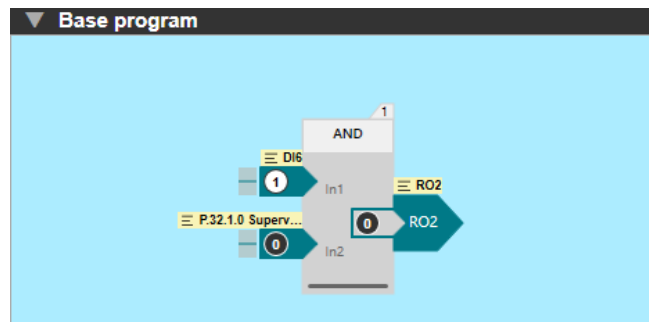 Base program
1
AND
DI6
1
In1
RO2
0
RO2
P.32.1.0 Superv...
0
In2